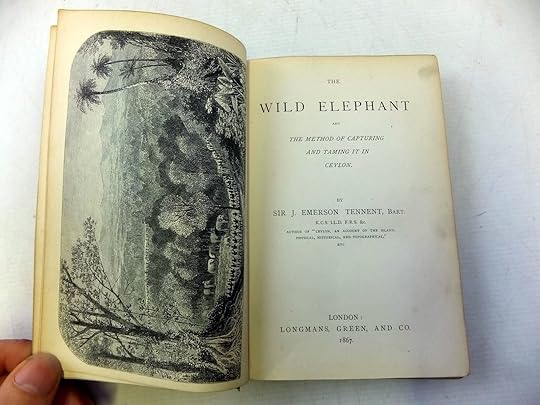 THE
WILD ELEPHANT
AND
THE METHOD OF CAPTURING
AND TAMING IT IN
CEYLON.
BY
SIR J. EMERSON TENNENT, BART.
K.C.S. LL.D. F.R.S. &c.
AUTHOR OF "CEYLON, AN ACCOUNT OF THE ISLAND,
PHYSICAL, HISTORICAL, AND TOPOGRAPHICAL,"
ETC.
LONDON:
LONGMANS, GREEN, AND CO.
1867.